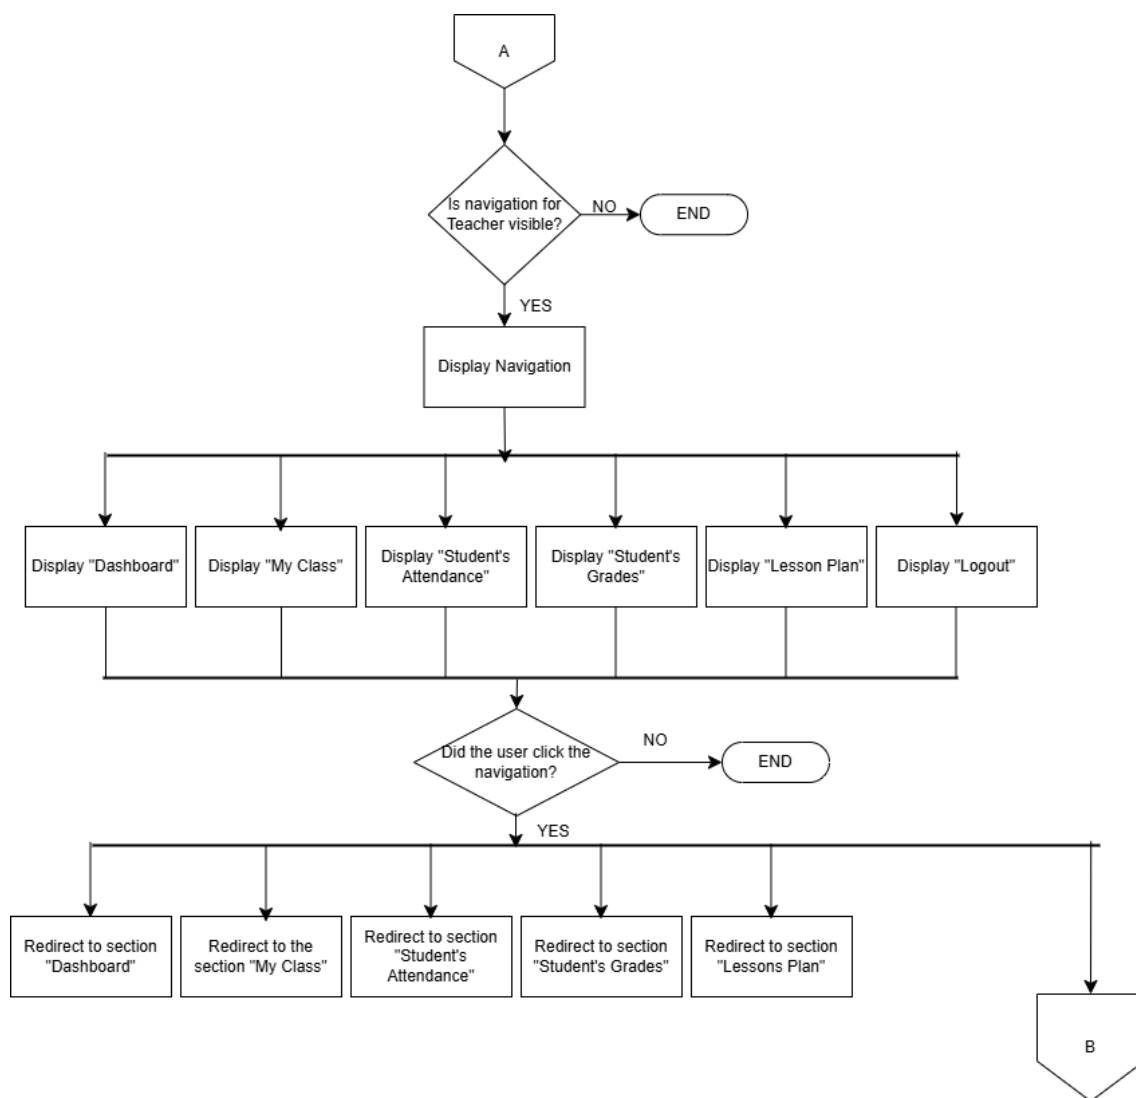 A
Is navigation for
Teacher visible?
NO
END
YES
Display Navigation
Display "Dashboard"
Display "My Class"
Display "Student's
Attendance"
Display "Student's
Grades"
Display "Lesson Plan"
Display "Logout"
Did the user click the
navigation?
NO
END
YES
Redirect to section
"Dashboard"
Redirect to the
section "My Class"
Redirect to section
"Student's
Attendance"
Redirect to section
"Student's Grades"
Redirect to section
"Lessons Plan"
B